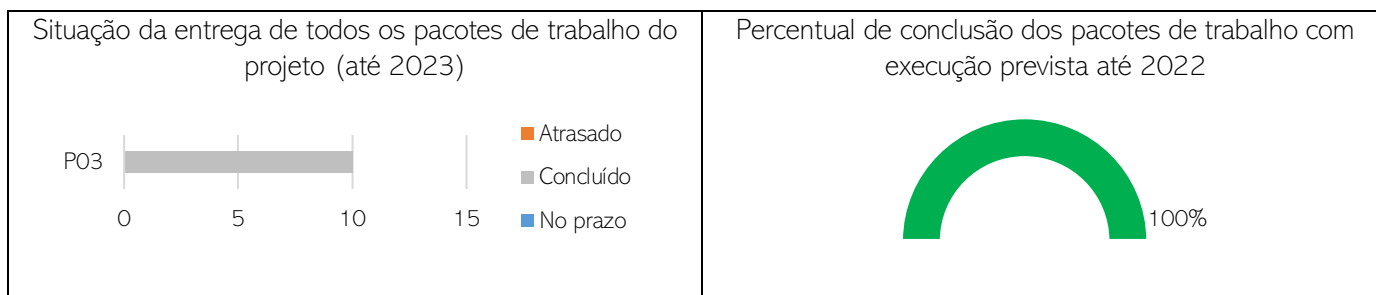 Situação da entrega de todos os pacotes de trabalho do
projeto (até 2023)
P03
0 5 10 15
Atrasado
Concluído
No prazo
Percentual de conclusão dos pacotes de trabalho com
execução prevista até 2022
100%